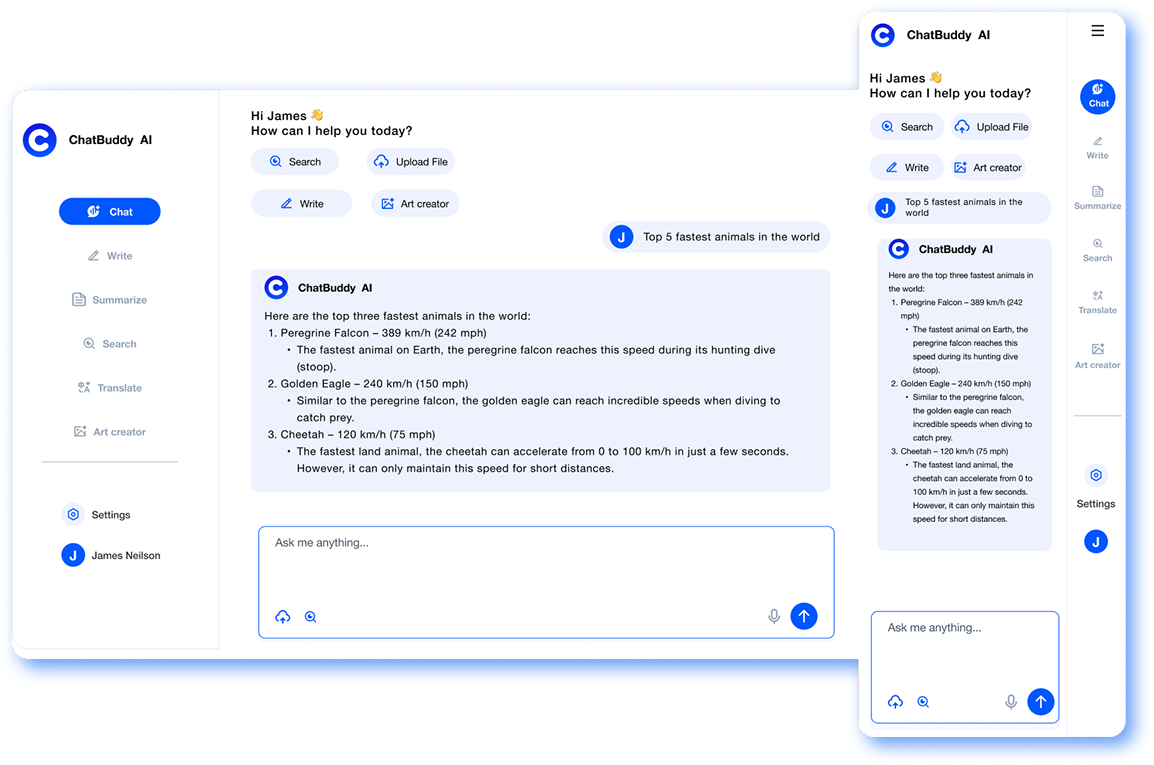 ChatBuddy AI
Chat
Write
Summarize
Search
Translate
Art creator
Settings
J
James Neilson
Hi James 👋
How can I help you today?
Search
Upload File
Write
Art creator
J
Top 5 fastest animals in the world
ChatBuddy AI
Here are the top three fastest animals in the world:
1. Peregrine Falcon – 389 km/h (242 mph)
• The fastest animal on Earth, the peregrine falcon reaches this speed during its hunting dive
(stoop).
2. Golden Eagle – 240 km/h (150 mph)
• Similar to the peregrine falcon, the golden eagle can reach incredible speeds when diving to
catch prey.
3. Cheetah – 120 km/h (75 mph)
• The fastest land animal, the cheetah can accelerate from 0 to 100 km/h in just a few seconds.
However, it can only maintain this speed for short distances.
Ask me anything...
ChatBuddy AI
Hi James 👋
How can I help you today?
Search
Upload File
Write
Art creator
J
Top 5 fastest animals in the
world
ChatBuddy AI
Here are the top three fastest animals in
the world:
1. Peregrine Falcon – 389 km/h (242
mph)
• The fastest animal on Earth, the
peregrine falcon reaches this
speed during its hunting dive
(stoop).
2. Golden Eagle – 240 km/h (150 mph)
• Similar to the peregrine falcon,
the golden eagle can reach
incredible speeds when diving to
catch prey.
3. Cheetah – 120 km/h (75 mph)
• The fastest land animal, the
cheetah can accelerate from 0 to
100 km/h in just a few seconds.
However, it can only maintain this
speed for short distances.
Ask me anything...
Chat
Write
Summarize
Search
Translate
Art creator
Settings
J